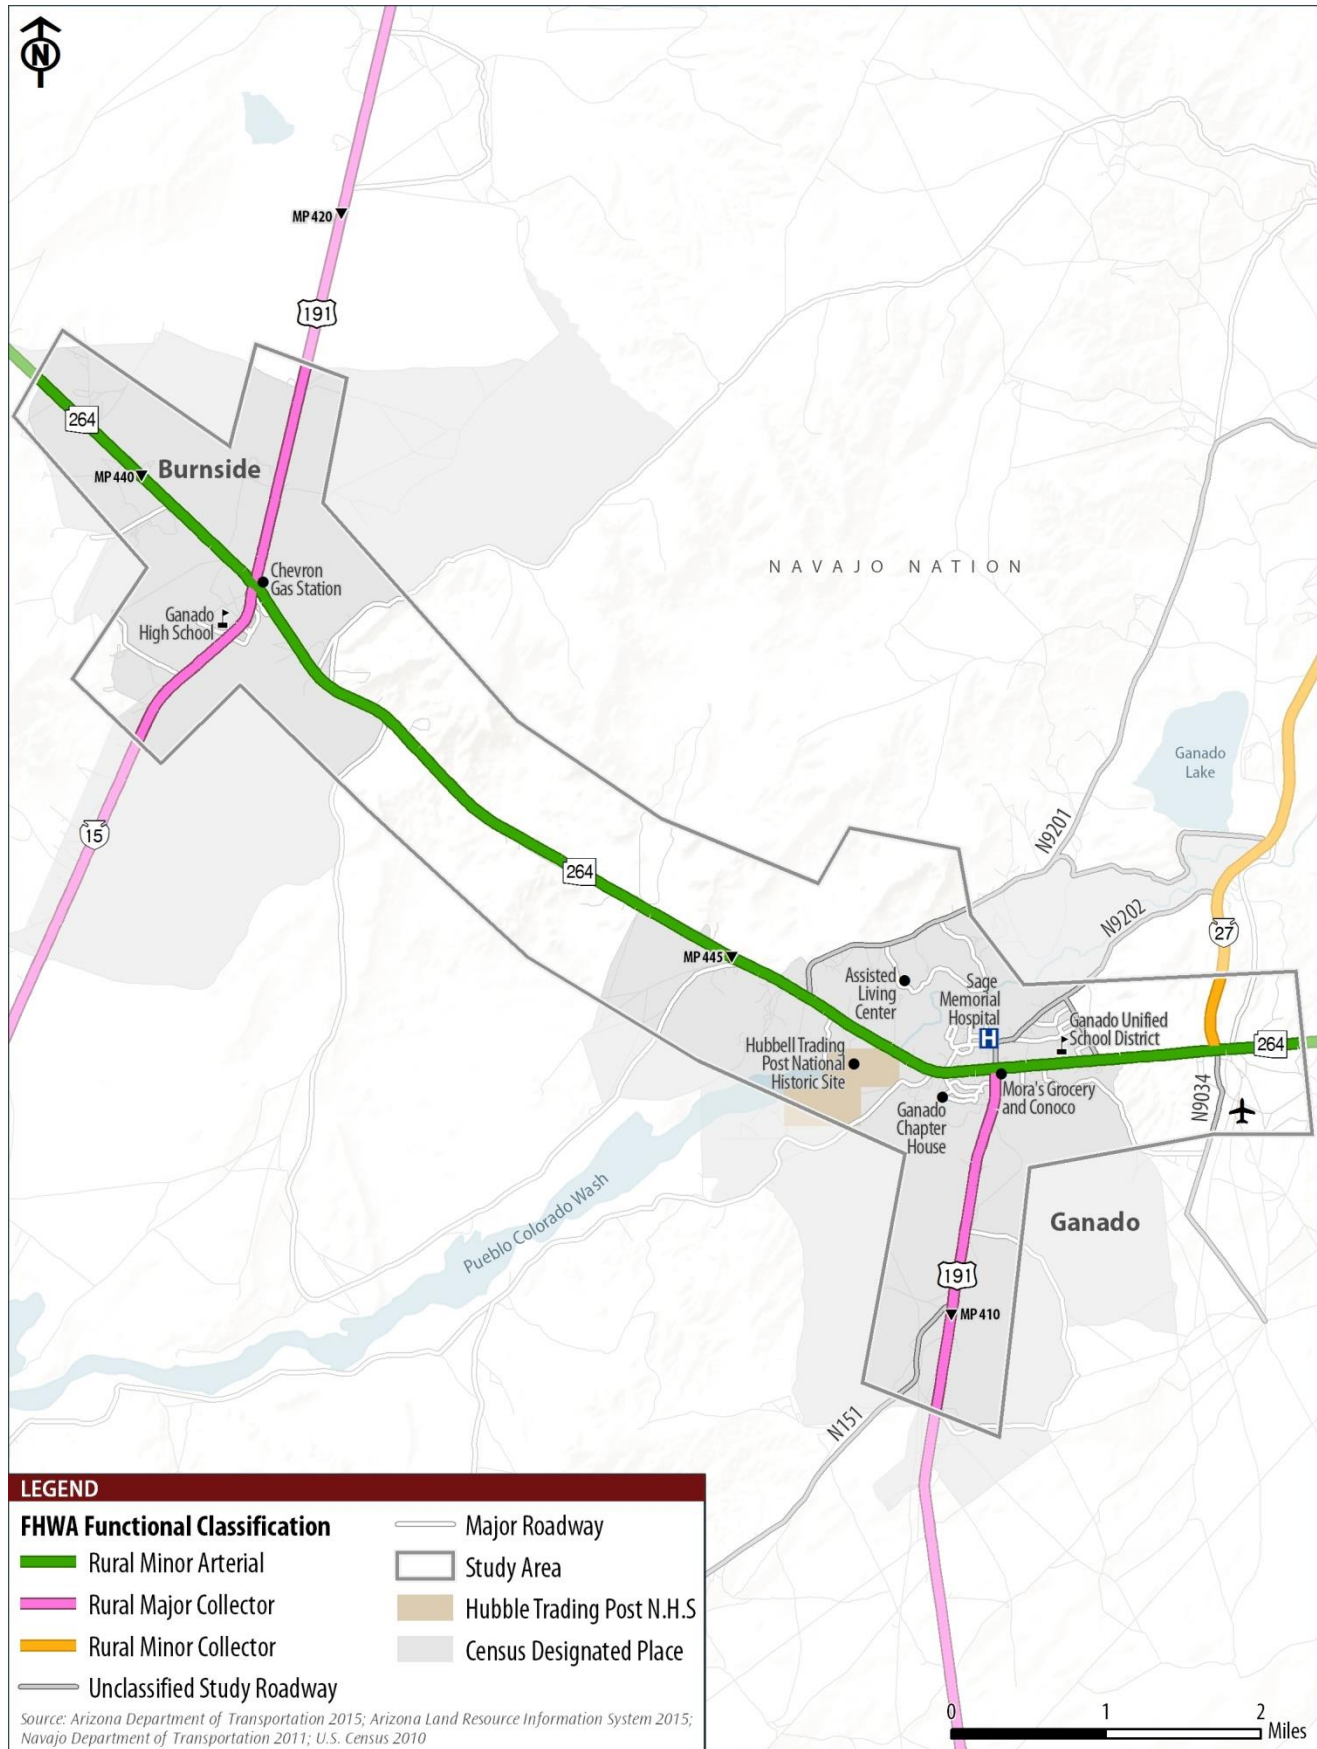 N
MP 420
191
264
MP 440
Burnside
Chevron
Gas Station
Ganado
High School
NAVAJO NATION
15
264
Ganado
Lake
N9201
N9202
27
MP 445
Assisted
Living
Center
Sage
Memorial
Hospital
H
Ganado Unified
School District
264
Hubbell Trading
Post National
Historic Site
Mora's Grocery
and Conoco
N9034
Ganado
Chapter
House
Pueblo Colorado Wash
Ganado
191
MP 410
N151
LEGEND
FHWA Functional Classification
Rural Minor Arterial
Rural Major Collector
Rural Minor Collector
Unclassified Study Roadway
Major Roadway
Study Area
Hubble Trading Post N.H.S
Census Designated Place
Source: Arizona Department of Transportation 2015; Arizona Land Resource Information System 2015;
Navajo Department of Transportation 2011; U.S. Census 2010
0 1 2
Miles